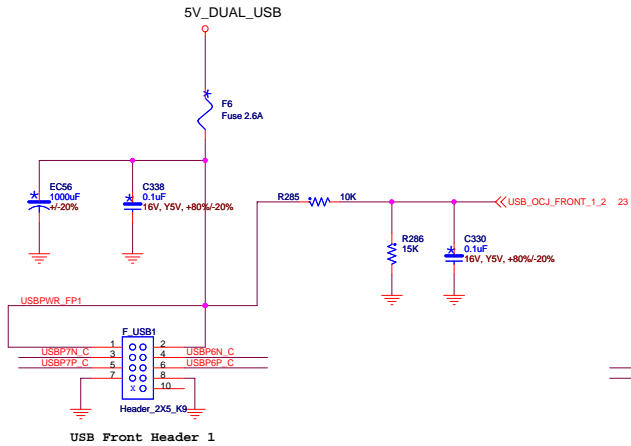 5V_DUAL_USB
F6
Fuse 2.6A
EC56
1000uF
+/-20%
C338
0.1uF
16V, Y5V, +80%/-20%
R285
10K
USB_OCJ_FRONT_1_2 23
R286
15K
C330
0.1uF
16V, Y5V, +80%/-20%
USBPWR_FP1
F_USB1
1 2
USBP7N_C 3 4 USBP6N_C
USBP7P_C 5 6 USBP6P_C
7 8
X 10
Header_2X5_K9
USB Front Header 1